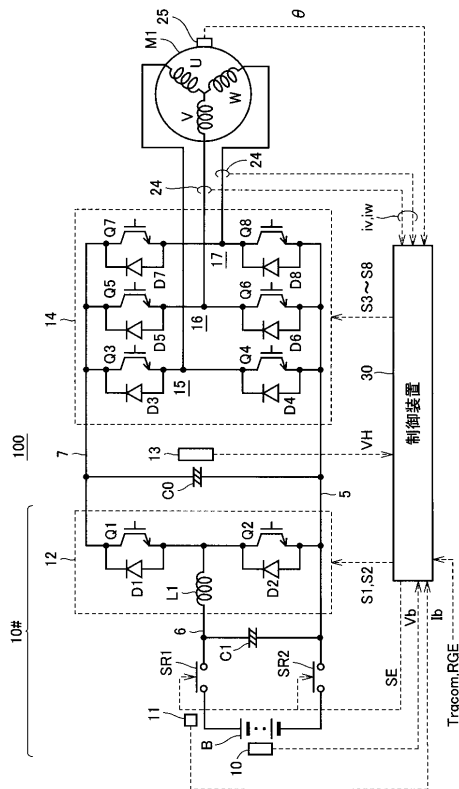 100
10#
12
Q1
D1
L1
Q2
D2
6
C1
SR1
SR2
11
B
10
7
13
C0
VH
5
14
Q3
D3
Q5
D5
Q7
D7
15
16
17
Q4
D4
Q6
D6
Q8
D8
24
24
M1
25
U
V
W
θ
iv,iw
S3～S8
30
制御装置
S1,S2
SE
Vb
Ib
Tracom,RGE